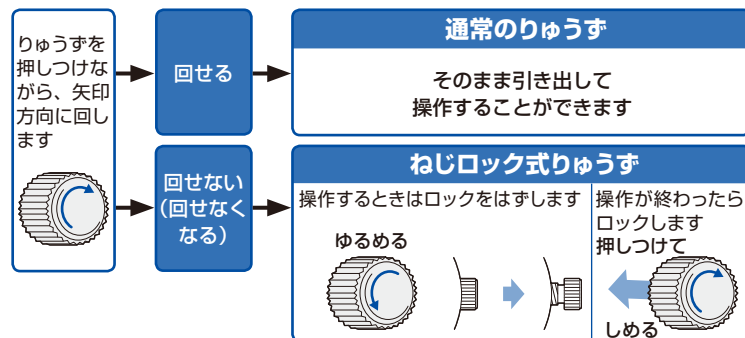 りゅうずを
押しつけな
がら、矢印
方向に回し
ます
回せる
通常のりゅうず
そのまま引き出して
操作することができます
回せない
(回せなく
なる)
ねじロック式りゅうず
操作するときはロックをはずします
ゆるめる
操作が終わったら
ロックします
押しつけて
しめる